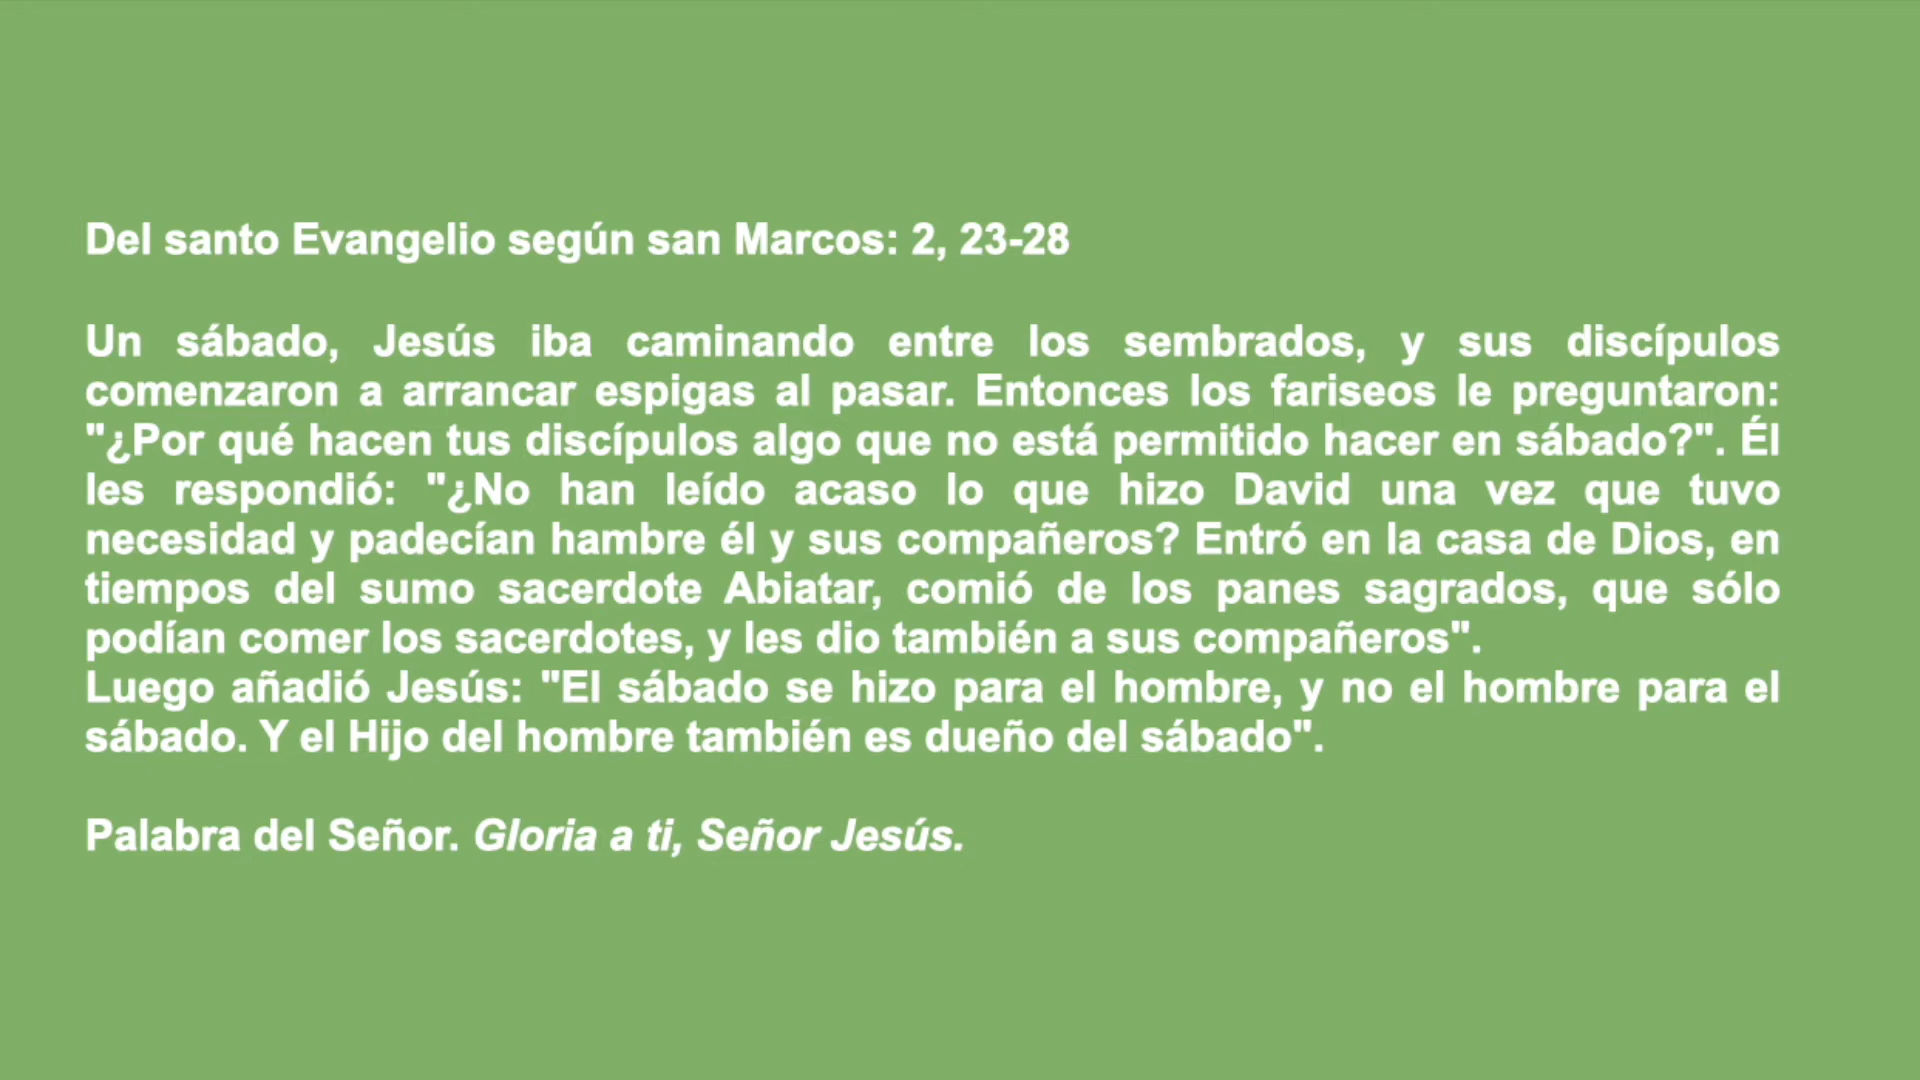 Del santo Evangelio según san Marcos: 2, 23-28
Un sábado, Jesús iba caminando entre los sembrados, y sus discípulos
comenzaron a arrancar espigas al pasar. Entonces los fariseos le preguntaron:
"¿Por qué hacen tus discípulos algo que no está permitido hacer en sábado?". Él
les respondió: "¿No han leído acaso lo que hizo David una vez que tuvo
necesidad y padecían hambre él y sus compañeros? Entró en la casa de Dios, en
tiempos del sumo sacerdote Abiatar, comió de los panes sagrados, que sólo
podían comer los sacerdotes, y les dio también a sus compañeros".
Luego añadió Jesús: "El sábado se hizo para el hombre, y no el hombre para el
sábado. Y el Hijo del hombre también es dueño del sábado".
Palabra del Señor. Gloria a ti, Señor Jesús.